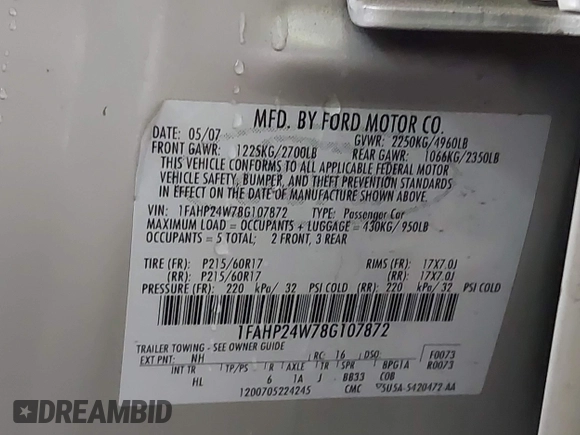 MFD. BY FORD MOTOR CO.
DATE: 05/07 GVWR: 2250KG/4960LB
FRONT GAWR: 1225KG/2700LB REAR GAWR: 1066KG/2350LB
THIS VEHICLE CONFORMS TO ALL APPLICABLE FEDERAL MOTOR
VEHICLE SAFETY, BUMPER, AND THEFT PREVENTION STANDARDS
IN EFFECT ON THE DATE OF MANUFACTURE SHOWN ABOVE.
VIN: 1FAHP24W78G107872 TYPE: Passenger Car
MAXIMUM LOAD = OCCUPANTS + LUGGAGE = 430KG/950LB
OCCUPANTS = 5 TOTAL; 2 FRONT, 3 REAR
TIRE (FR): P215/60R17 RIMS (FR): 17X7.0J
(RR): P215/60R17 (RR): 17X7.0J
PRESSURE (FR): 220 kPa/ 32 PSI COLD (RR): 220 kPa/ 32 PSI COLD
1FAHP24W78G107872
TRAILER TOWING - SEE OWNER GUIDE
EXT PNT: NH RC: 16 DSO: F0073
INT TR TP/PS R AXLE TR SPR BPG1A R0073
HL 6 1A J BB33 COB
1200705224245 CMC 5U5A-5420472-AA
DREAMBID